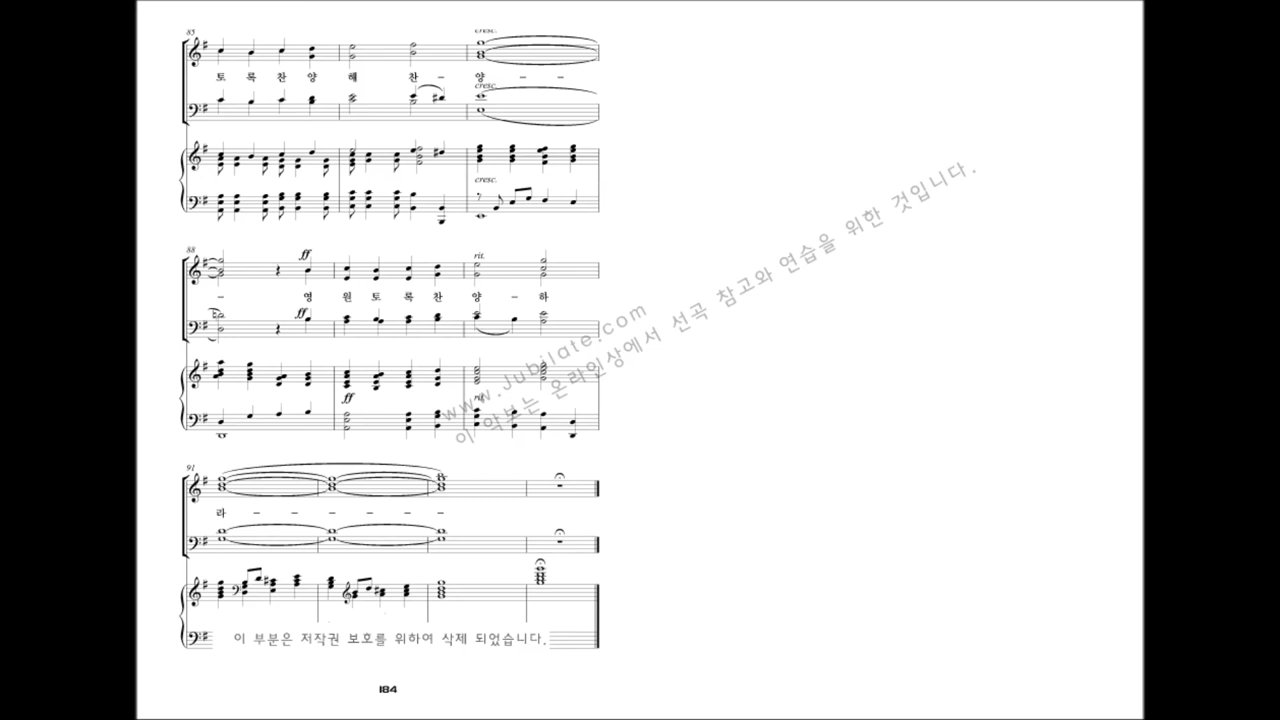 85
cresc.
토 록 찬 양 해 찬 - 양 - -
cresc.
cresc.
88
ff
rit.
- 영 원 토 록 찬 양 - 하
ff
ff
rit.
www.Jubilate.com
이 악보는 온라인상에서 선곡 참고와 연습을 위한 것입니다.
91
라 - - - - - -
이 부분은 저작권 보호를 위하여 삭제 되었습니다.
184